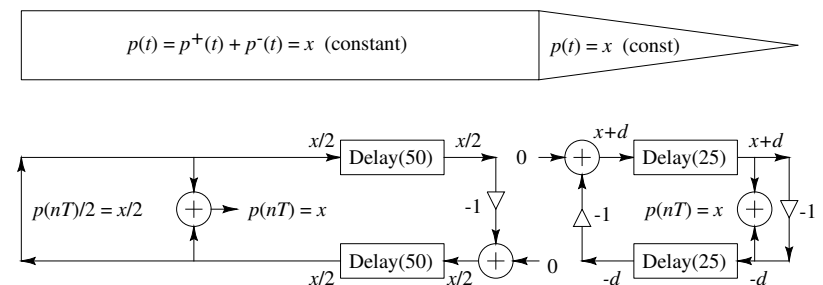 p(t) = p+(t) + p-(t) = x (constant)
p(t) = x (const)
x/2
Delay(50)
x/2
0
+
x+d
Delay(25)
x+d
p(nT)/2 = x/2
+
p(nT) = x
-1
-1
p(nT) = x
+
-1
x/2
Delay(50)
x/2
+
0
-d
Delay(25)
-d